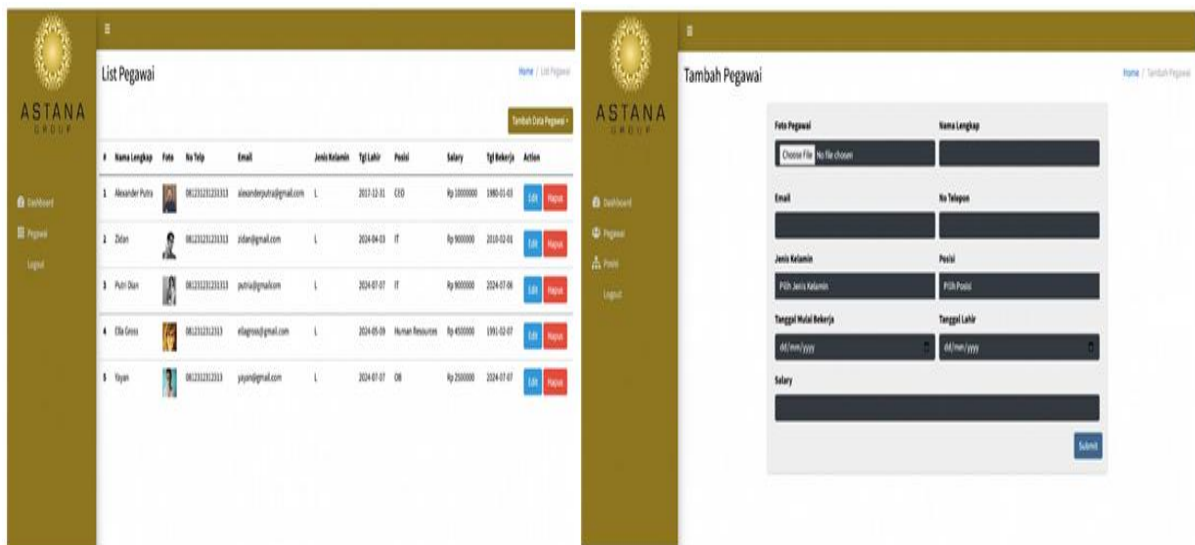 ASTANA
GROUP
Dashboard
Pegawai
Logout
List Pegawai
Home / List Pegawai
Tambah Data Pegawai +
# Nama Lengkap Foto No Telp Email Jenis Kelamin Tgl Lahir Posisi Salary Tgl Bekerja Action
1 Alexander Putra 081231231231313 alexanderputra@gmail.com L 2017-12-31 CEO Rp 10000000 1980-01-03 Edit Hapus
2 Zidan 081231231231313 zidan@gmail.com L 2024-04-03 IT Rp 9000000 2010-02-01 Edit Hapus
3 Putri Dian 081231231231313 putria@gmailcom L 2024-07-07 IT Rp 9000000 2024-07-06 Edit Hapus
4 Ella Gross 0812312312313 ellagross@gmail.com L 2024-05-09 Human Resources Rp 4500000 1991-02-07 Edit Hapus
5 Yayan 0812312312313 yayan@gmail.com L 2024-07-07 OB Rp 2500000 2024-07-07 Edit Hapus
ASTANA
GROUP
Dashboard
Pegawai
Posisi
Logout
Tambah Pegawai
Home / Tambah Pegawai
Foto Pegawai Nama Lengkap
Choose File No file chosen
Email No Telepon
Jenis Kelamin Posisi
Pilih Jenis Kelamin Pilih Posisi
Tanggal Mulai Bekerja Tanggal Lahir
dd/mm/yyyy dd/mm/yyyy
Salary
Submit